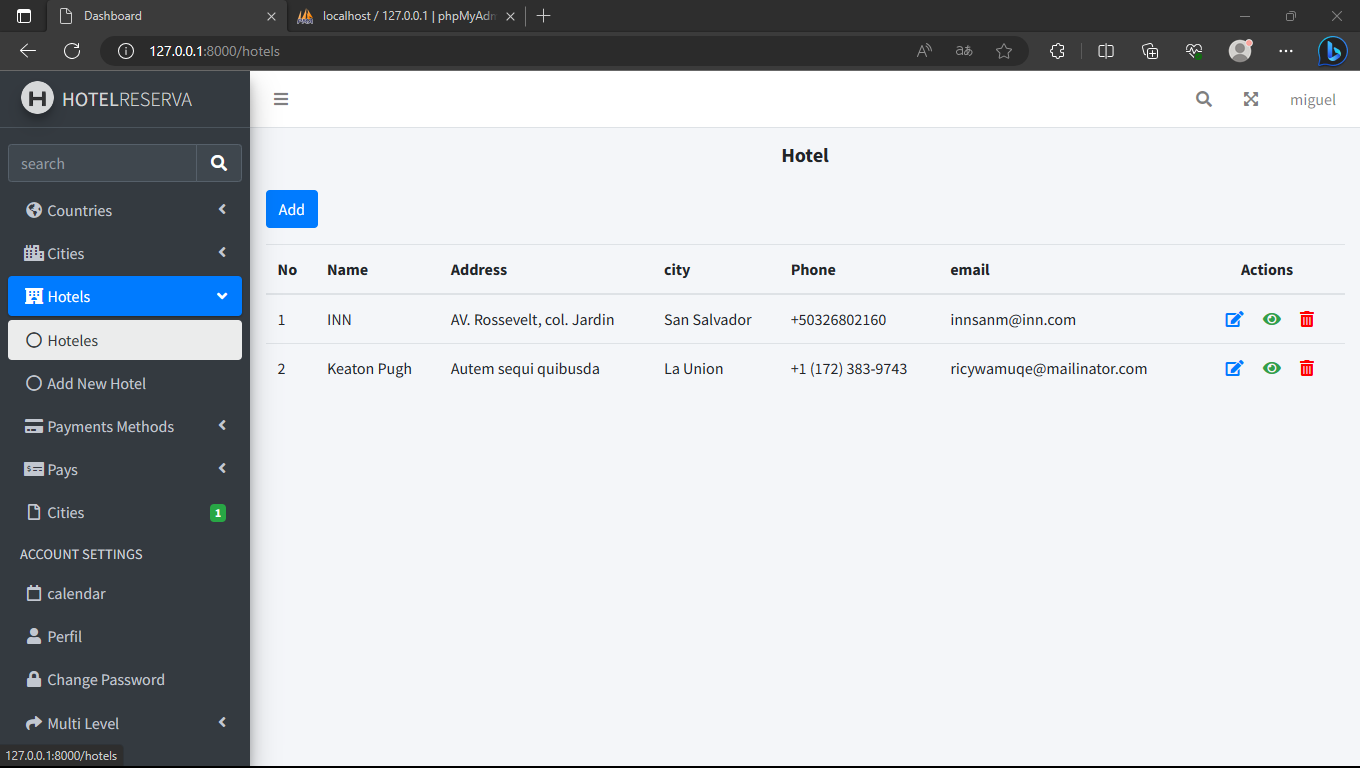 Dashboard
localhost / 127.0.0.1 | phpMyAdm
127.0.0.1:8000/hotels
HOTELRESERVA
miguel
search
Countries
Cities
Hotels
Hoteles
Add New Hotel
Payments Methods
Pays
Cities 1
ACCOUNT SETTINGS
calendar
Perfil
Change Password
Multi Level
127.0.0.1:8000/hotels
Hotel
Add
No Name Address city Phone email Actions
1 INN AV. Rossevelt, col. Jardin San Salvador +50326802160 innsanm@inn.com
2 Keaton Pugh Autem sequi quibusda La Union +1 (172) 383-9743 ricywamuqe@mailinator.com